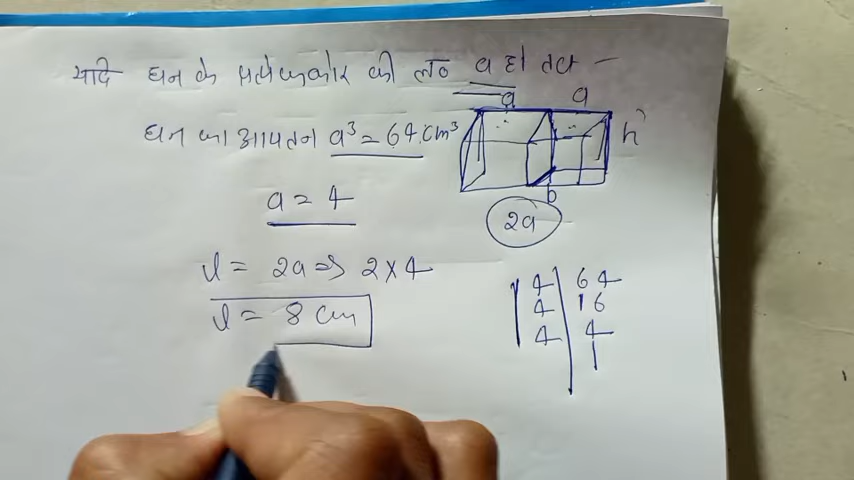 यदि घन के प्रत्येक कोर की ल० a हो तब -
a a
घन का आयतन a³ = 64 cm³
h
b
a = 4
2a
l = 2a ⇒ 2 × 4
l = 8 cm
4 | 64
4 | 16
4 | 4
1